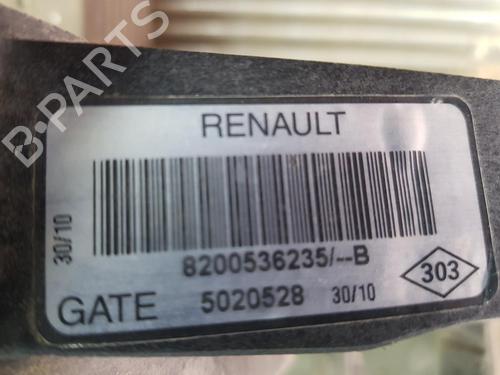 B-PARTS
RENAULT
30/10
8200536235/--B
303
GATE 5020528 30/10